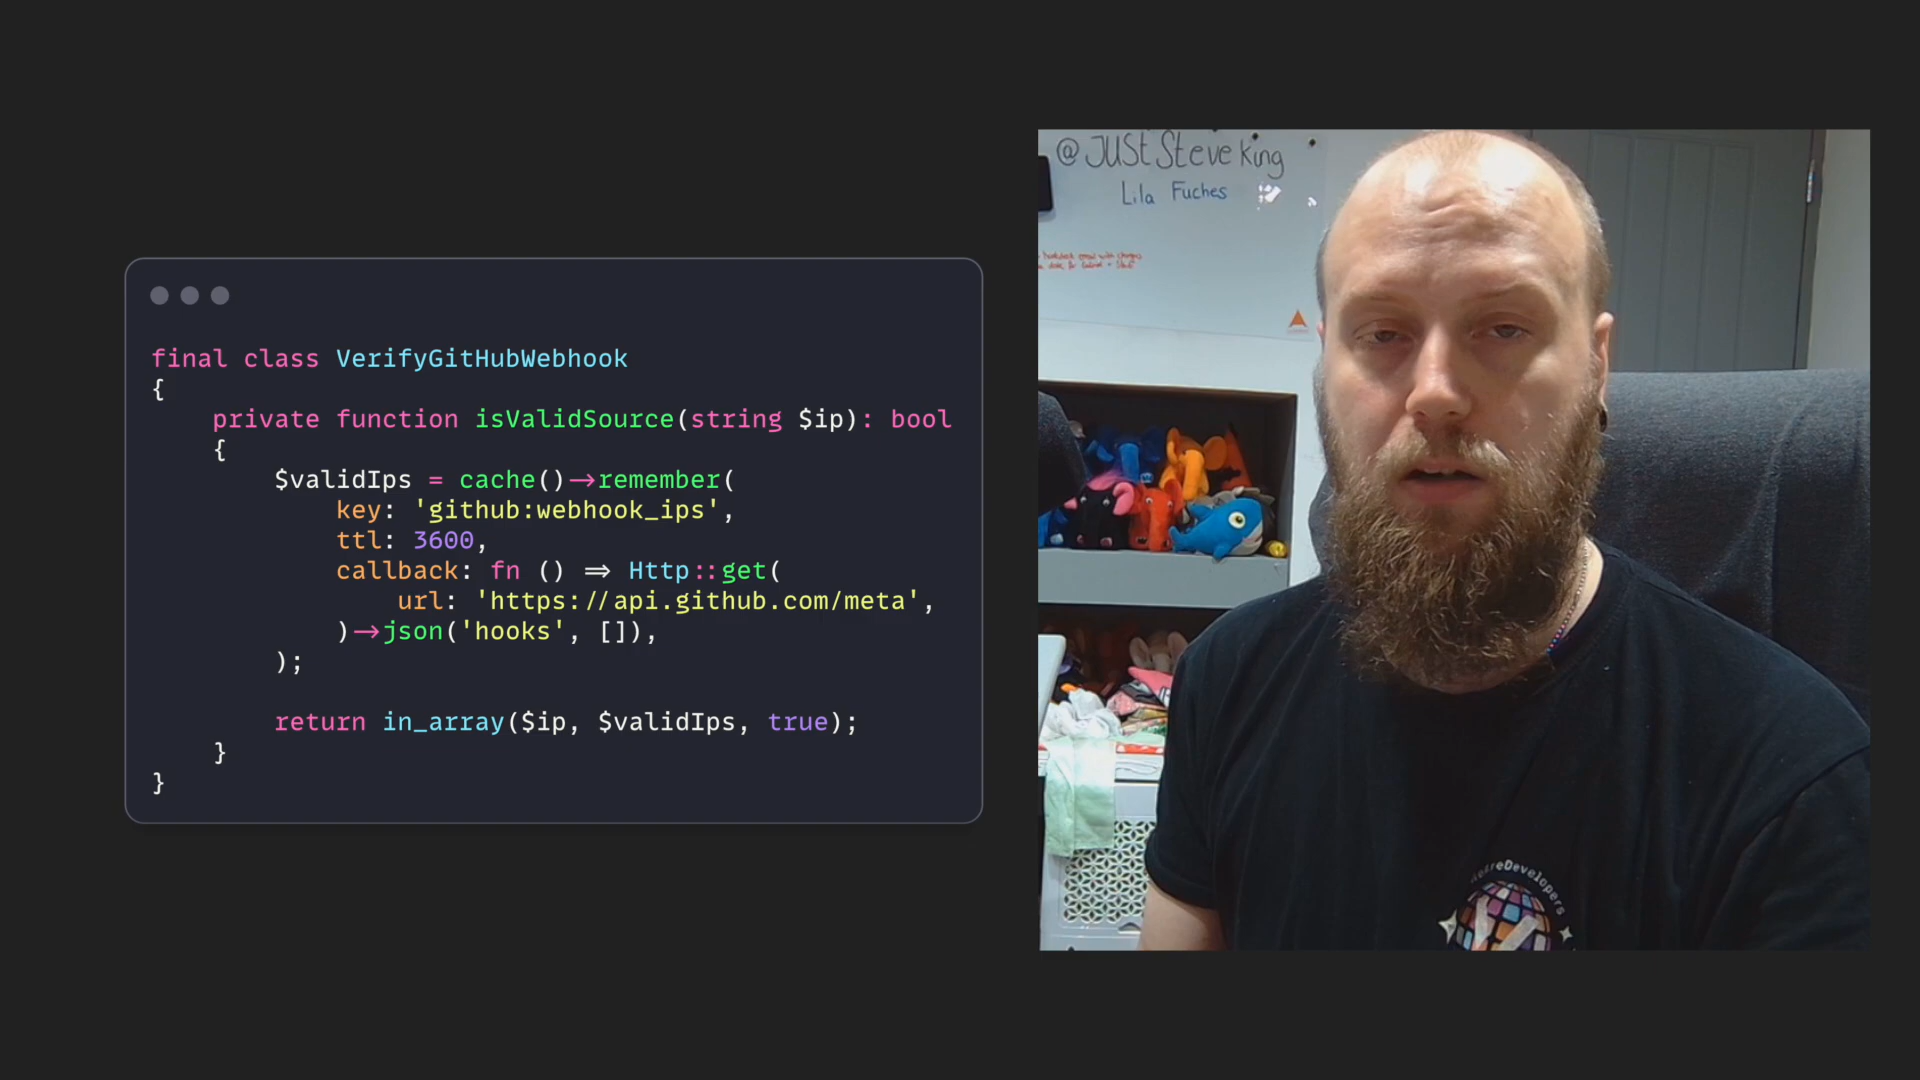 final class VerifyGitHubWebhook
{
    private function isValidSource(string $ip): bool
    {
        $validIps = cache()->remember(
            key: 'github:webhook_ips',
            ttl: 3600,
            callback: fn () => Http::get(
                url: 'https://api.github.com/meta',
            )->json('hooks', []),
        );

        return in_array($ip, $validIps, true);
    }
}
@JUSt Steve King
Lila Fuches